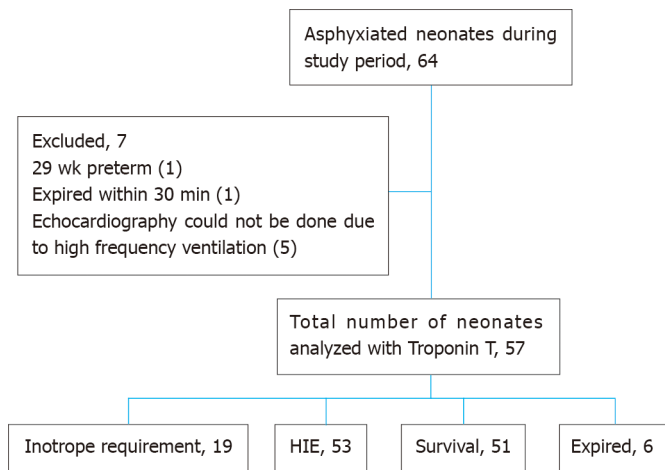 Asphyxiated neonates during
study period, 64
Excluded, 7
29 wk preterm (1)
Expired within 30 min (1)
Echocardiography could not be done due
to high frequency ventilation (5)
Total number of neonates
analyzed with Troponin T, 57
Inotrope requirement, 19
HIE, 53
Survival, 51
Expired, 6